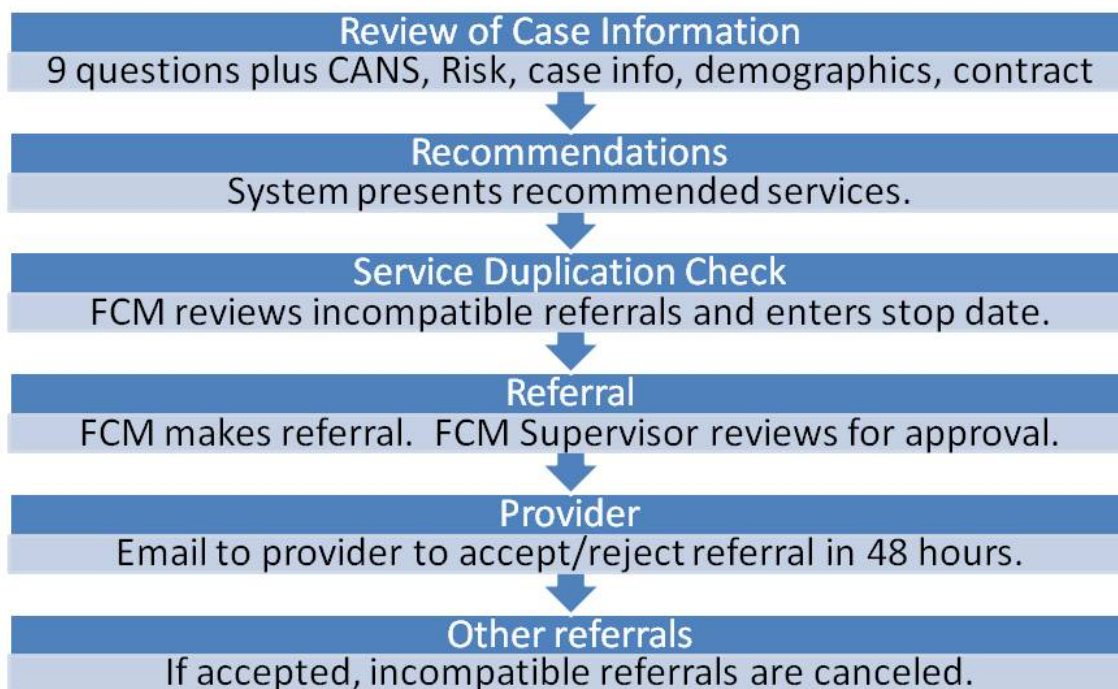 Review of Case Information
9 questions plus CANS, Risk, case info, demographics, contract
Recommendations
System presents recommended services.
Service Duplication Check
FCM reviews incompatible referrals and enters stop date.
Referral
FCM makes referral.  FCM Supervisor reviews for approval.
Provider
Email to provider to accept/reject referral in 48 hours.
Other referrals
If accepted, incompatible referrals are canceled.